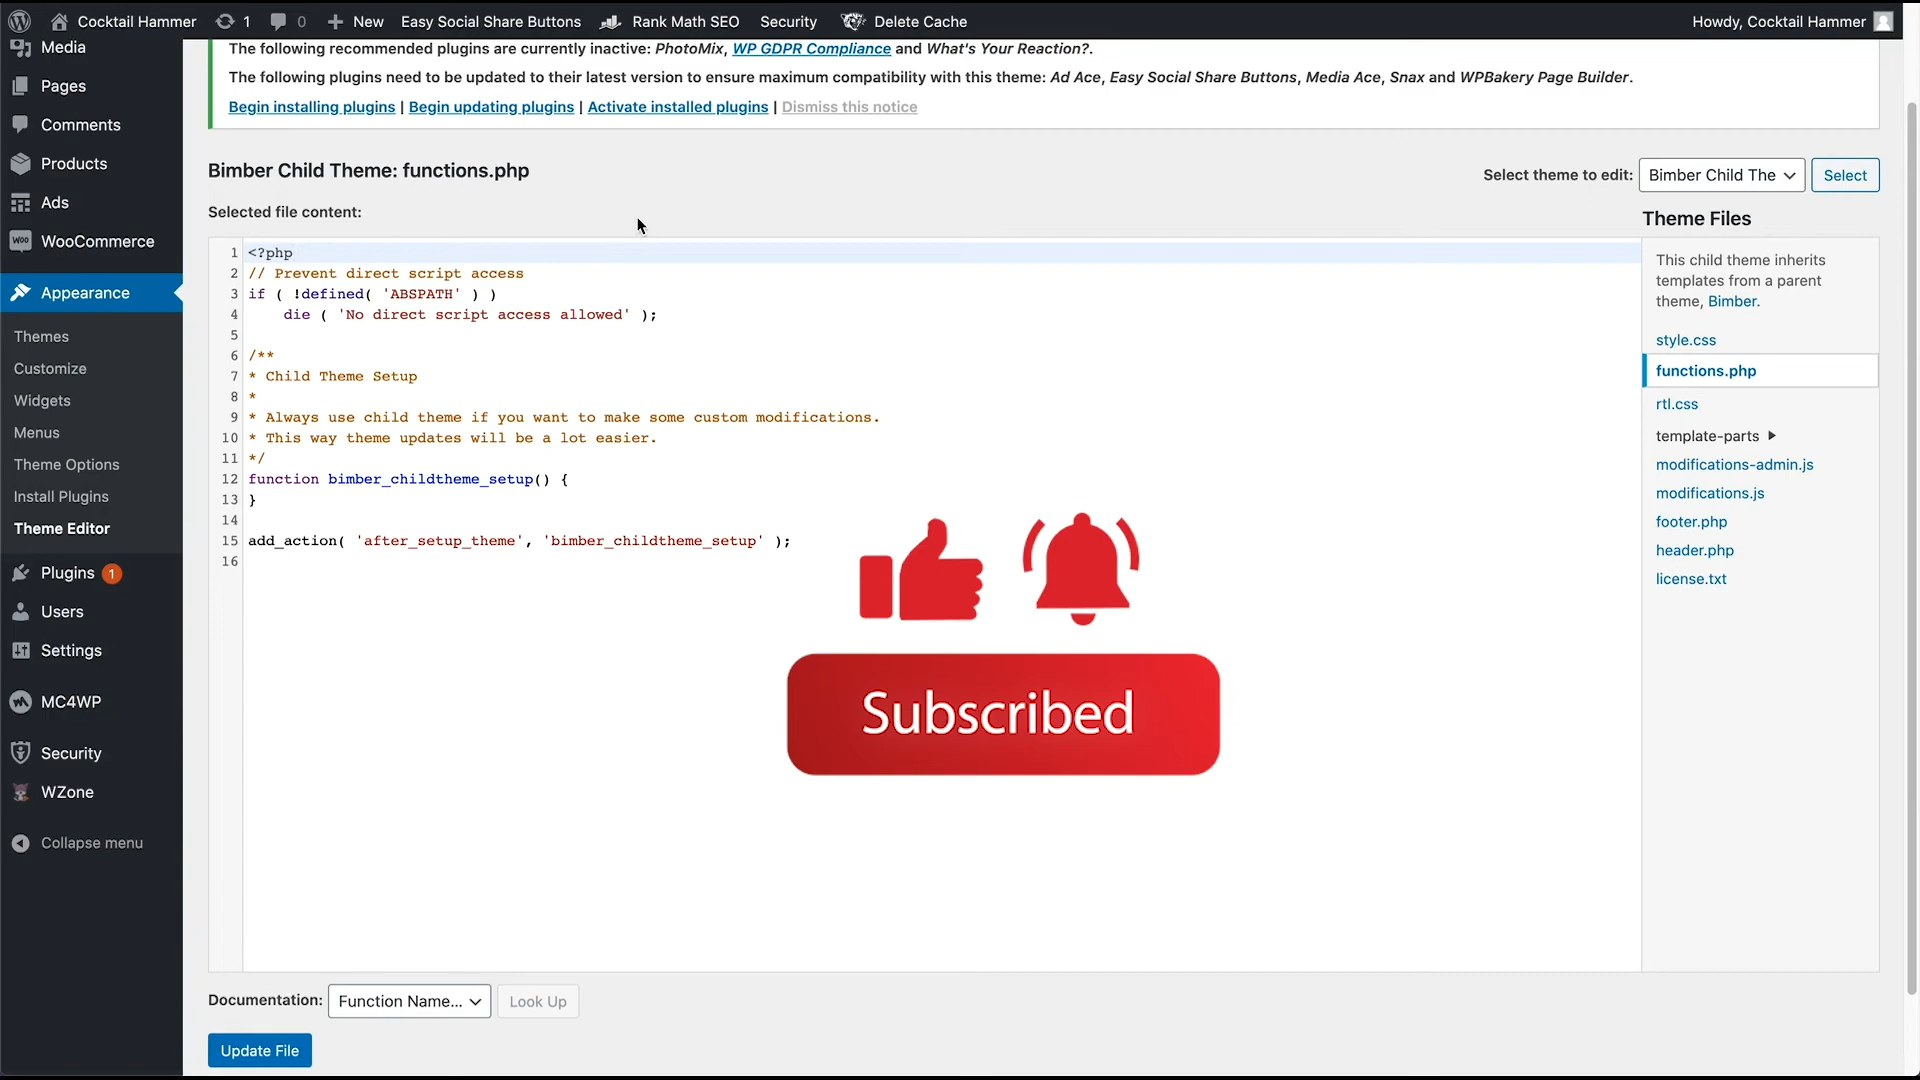 Cocktail Hammer 1 0 New Easy Social Share Buttons Rank Math SEO Security Delete Cache Howdy, Cocktail Hammer
Media
Pages
Comments
Products
Ads
WOO WooCommerce
Appearance
Themes
Customize
Widgets
Menus
Theme Options
Install Plugins
Theme Editor
Plugins 1
Users
Settings
MC4WP
Security
WZone
Collapse menu
The following recommended plugins are currently inactive: PhotoMix, WP GDPR Compliance and What's Your Reaction?.
The following plugins need to be updated to their latest version to ensure maximum compatibility with this theme: Ad Ace, Easy Social Share Buttons, Media Ace, Snax and WPBakery Page Builder.
Begin installing plugins | Begin updating plugins | Activate installed plugins | Dismiss this notice
Bimber Child Theme: functions.php
Select theme to edit: Bimber Child The Select
Selected file content:
1 <?php
2 // Prevent direct script access
3 if ( !defined( 'ABSPATH' ) )
4     die ( 'No direct script access allowed' );
5
6 /**
7 * Child Theme Setup
8 *
9 * Always use child theme if you want to make some custom modifications.
10 * This way theme updates will be a lot easier.
11 */
12 function bimber_childtheme_setup() {
13 }
14
15 add_action( 'after_setup_theme', 'bimber_childtheme_setup' );
16
Subscribed
Theme Files
This child theme inherits
templates from a parent
theme, Bimber.
style.css
functions.php
rtl.css
template-parts
modifications-admin.js
modifications.js
footer.php
header.php
license.txt
Documentation: Function Name... Look Up
Update File